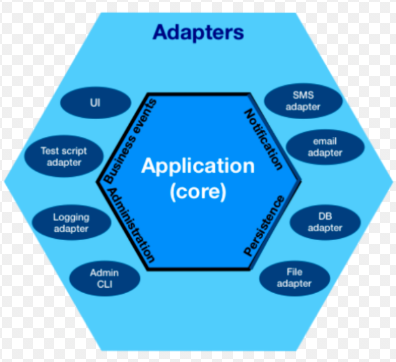 Adapters
UI
Test script
adapter
Logging
adapter
Admin
CLI
Business events
Administration
Application
(core)
Notification
Persistence
SMS
adapter
email
adapter
DB
adapter
File
adapter